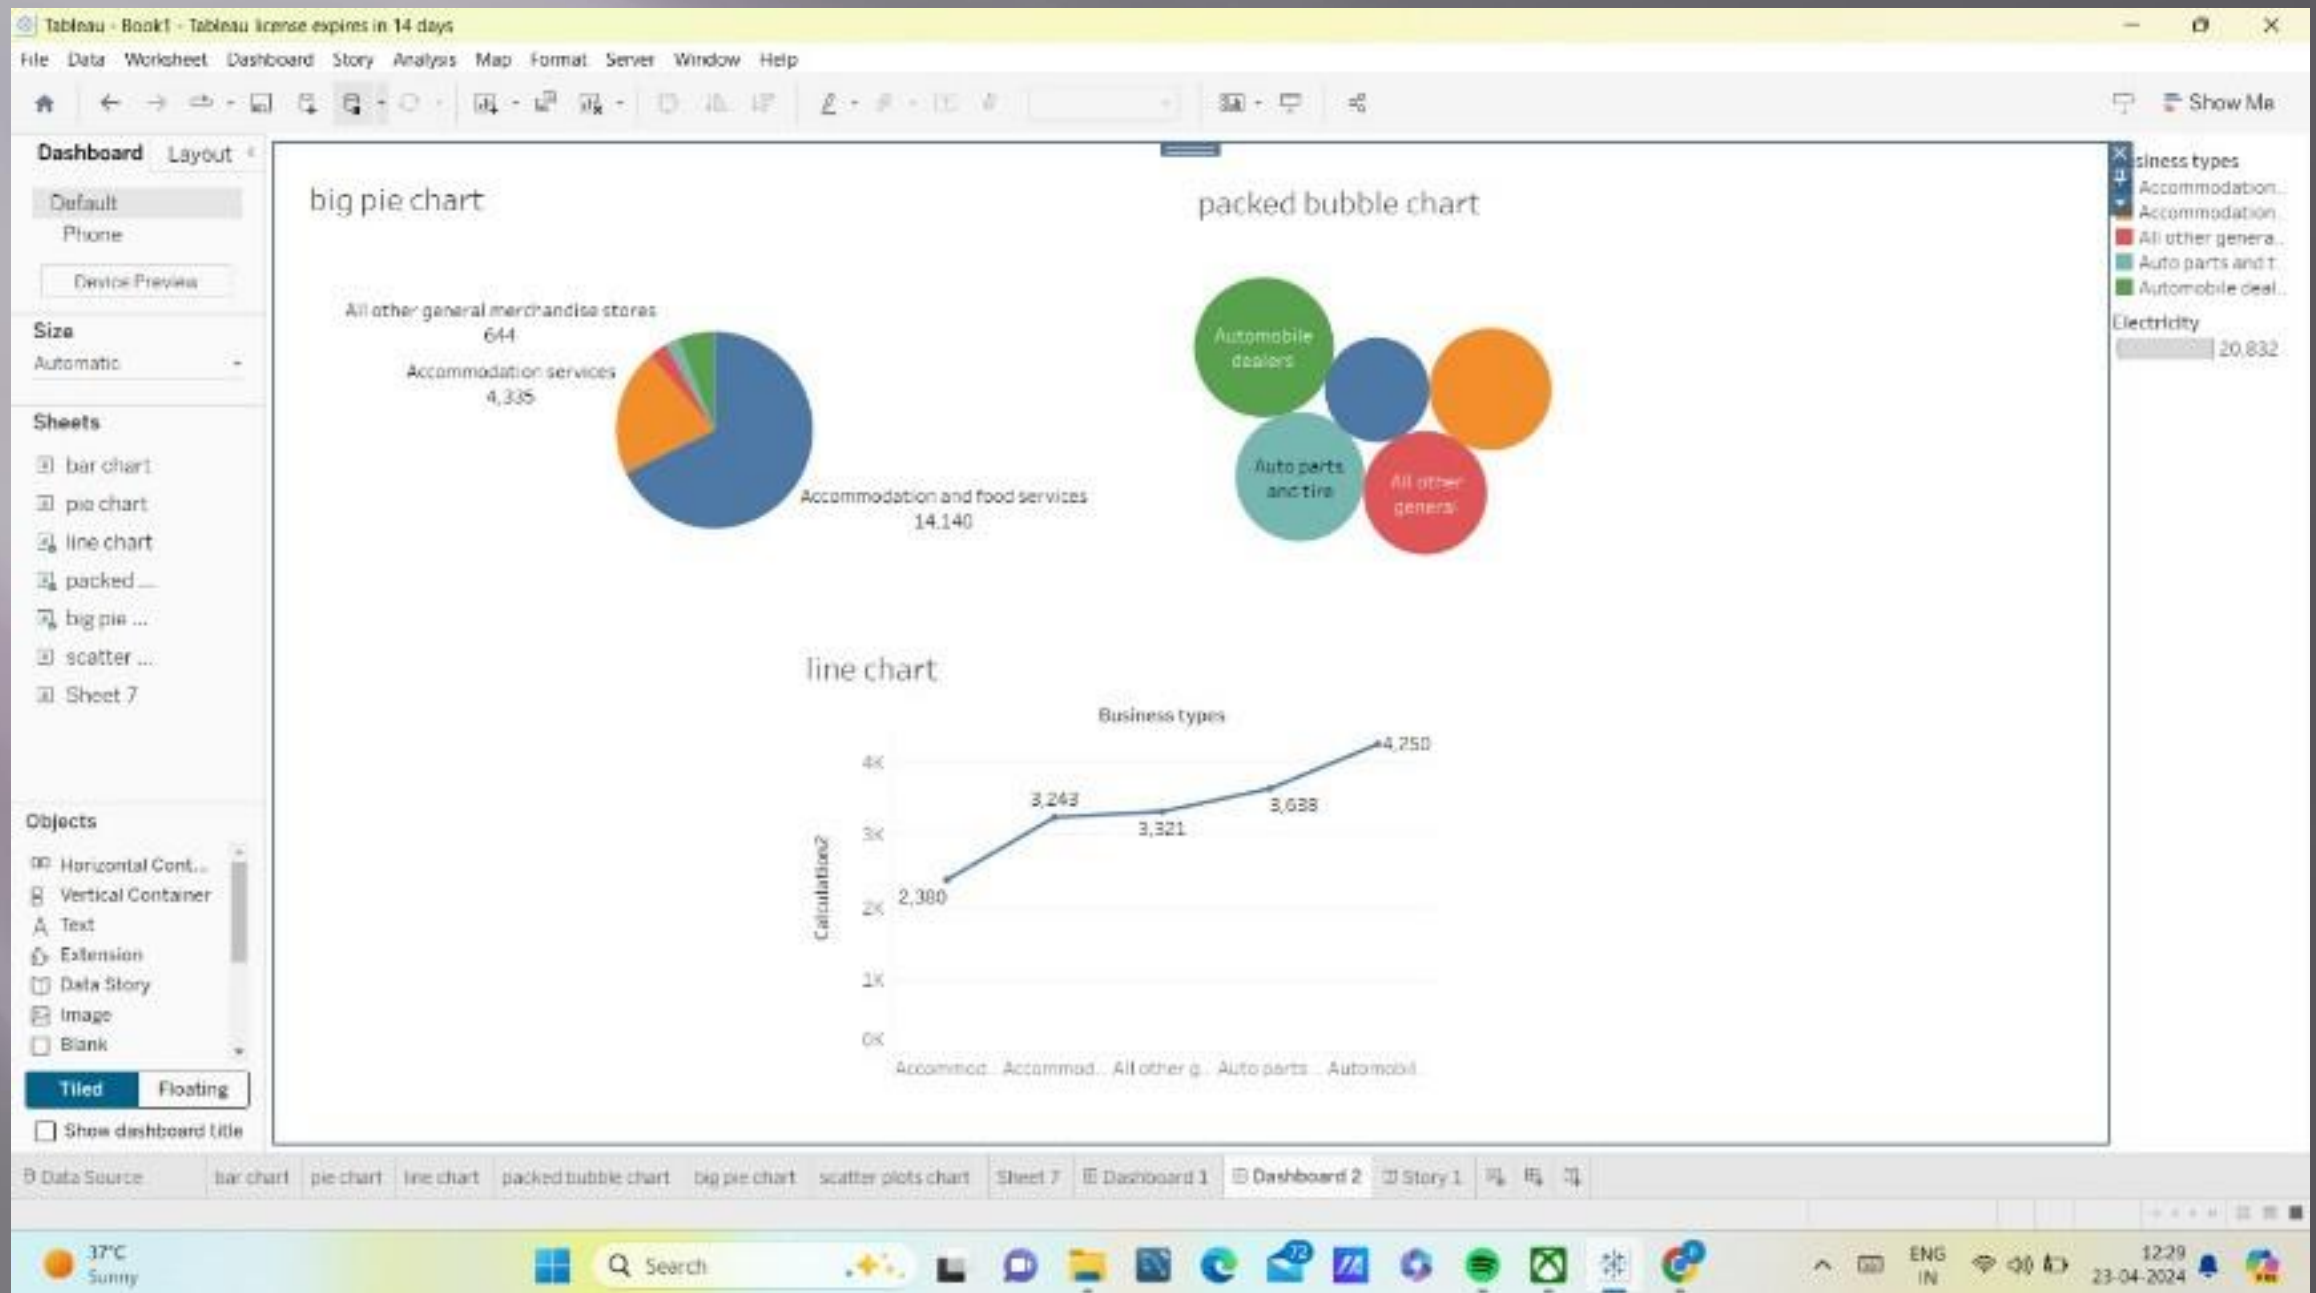 Tableau - Book1 - Tableau license expires in 14 days
File Data Worksheet Dashboard Story Analysis Map Format Server Window Help
Show Me
Dashboard Layout
Default
Phone
Device Preview
Size
Automatic
Sheets
bar chart
pie chart
line chart
packed ...
big pie ...
scatter ...
Sheet 7
Objects
Horizontal Cont...
Vertical Container
Text
Extension
Data Story
Image
Blank
Tiled Floating
Show dashboard title
big pie chart
All other general merchandise stores
644
Accommodation services
4,335
Accommodation and food services
14,140
packed bubble chart
Automobile
dealers
Auto parts
and tire
All other
general
line chart
Business types
4K
3K
2K
1K
0K
Calculation2
2,380
3,243
3,321
3,638
4,250
Accommod.. Accommod.. All other g.. Auto parts .. Automobil..
siness types
Accommodation..
Accommodation
All other genera..
Auto parts and t
Automobile deal..
Electricity
20,832
Data Source bar chart pie chart line chart packed bubble chart big pie chart scatter plots chart Sheet 7 Dashboard 1 Dashboard 2 Story 1
37°C
Sunny
Search
72
ENG
IN
12:29
23-04-2024